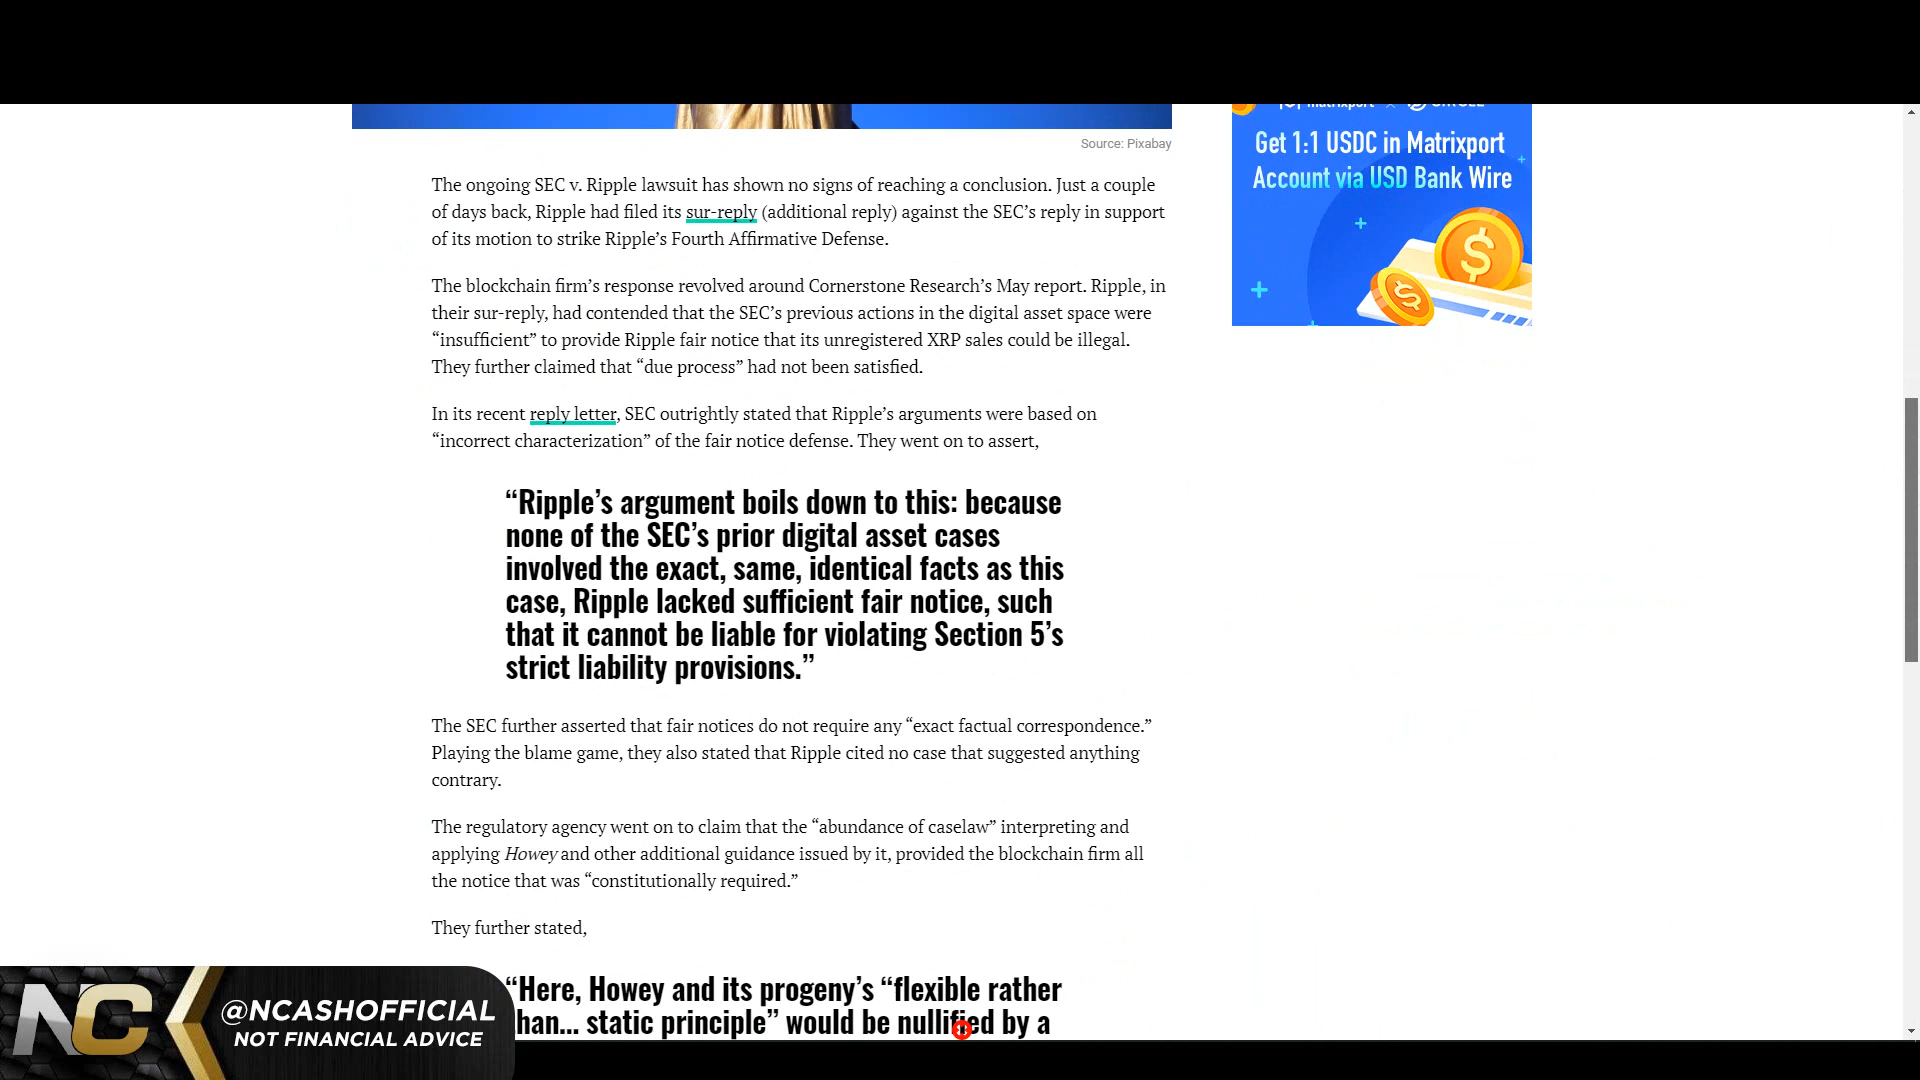 matrixport × CIRCLE
Get 1:1 USDC in Matrixport
Account via USD Bank Wire
Source: Pixabay
The ongoing SEC v. Ripple lawsuit has shown no signs of reaching a conclusion. Just a couple
of days back, Ripple had filed its sur-reply (additional reply) against the SEC’s reply in support
of its motion to strike Ripple’s Fourth Affirmative Defense.
The blockchain firm’s response revolved around Cornerstone Research’s May report. Ripple, in
their sur-reply, had contended that the SEC’s previous actions in the digital asset space were
“insufficient” to provide Ripple fair notice that its unregistered XRP sales could be illegal.
They further claimed that “due process” had not been satisfied.
In its recent reply letter, SEC outrightly stated that Ripple’s arguments were based on
“incorrect characterization” of the fair notice defense. They went on to assert,
“Ripple’s argument boils down to this: because
none of the SEC’s prior digital asset cases
involved the exact, same, identical facts as this
case, Ripple lacked sufficient fair notice, such
that it cannot be liable for violating Section 5’s
strict liability provisions.”
The SEC further asserted that fair notices do not require any “exact factual correspondence.”
Playing the blame game, they also stated that Ripple cited no case that suggested anything
contrary.
The regulatory agency went on to claim that the “abundance of caselaw” interpreting and
applying Howey and other additional guidance issued by it, provided the blockchain firm all
the notice that was “constitutionally required.”
They further stated,
“Here, Howey and its progeny’s “flexible rather
han... static principle” would be nullified by a
NC
@NCASHOFFICIAL
NOT FINANCIAL ADVICE